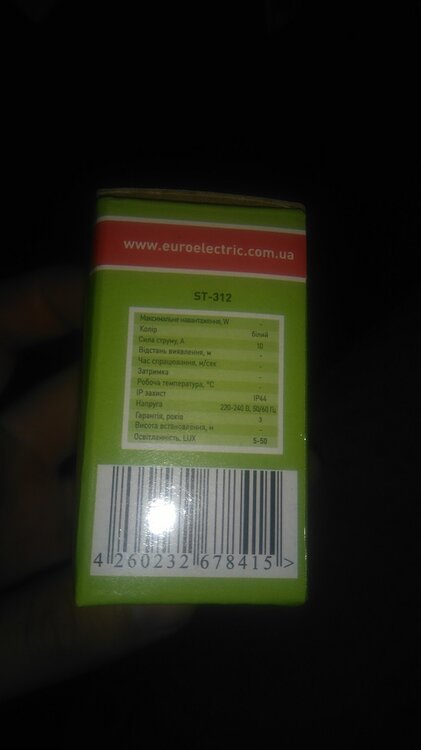 www.euroelectric.com.ua
ST-312
Максимальне навантаження, W -
Колір білий
Сила струму, А 10
Відстань виявлення, м -
Час спрацювання, м/сек -
Затримка -
Робоча температура, °С -
IP захист IP44
Напруга 220-240 В, 50/60 Гц
Гарантія, років 3
Висота встановлення, м -
Освітленність, LUX 5-50
4 260232 678415 >